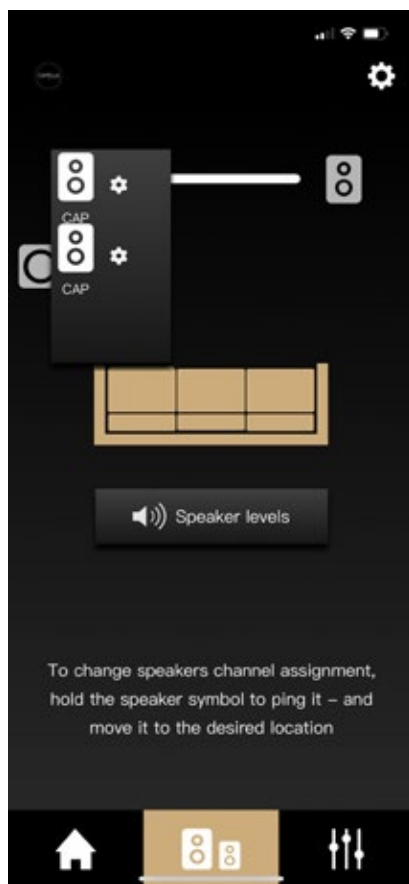 CAP
CAP
Speaker levels
To change speakers channel assignment,
hold the speaker symbol to ping it – and
move it to the desired location